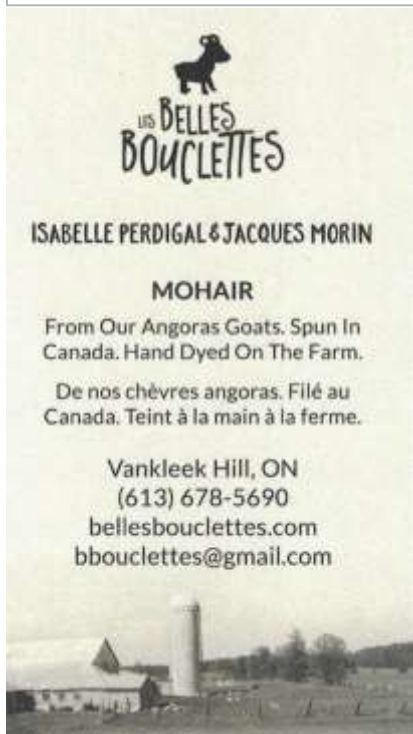 LES BELLES
BOUCLETTES
ISABELLE PERDIGAL & JACQUES MORIN
MOHAIR
From Our Angoras Goats. Spun In
Canada. Hand Dyed On The Farm.
De nos chèvres angoras. Filé au
Canada. Teint à la main à la ferme.
Vankleek Hill, ON
(613) 678-5690
bellesbouclettes.com
bbouclettes@gmail.com